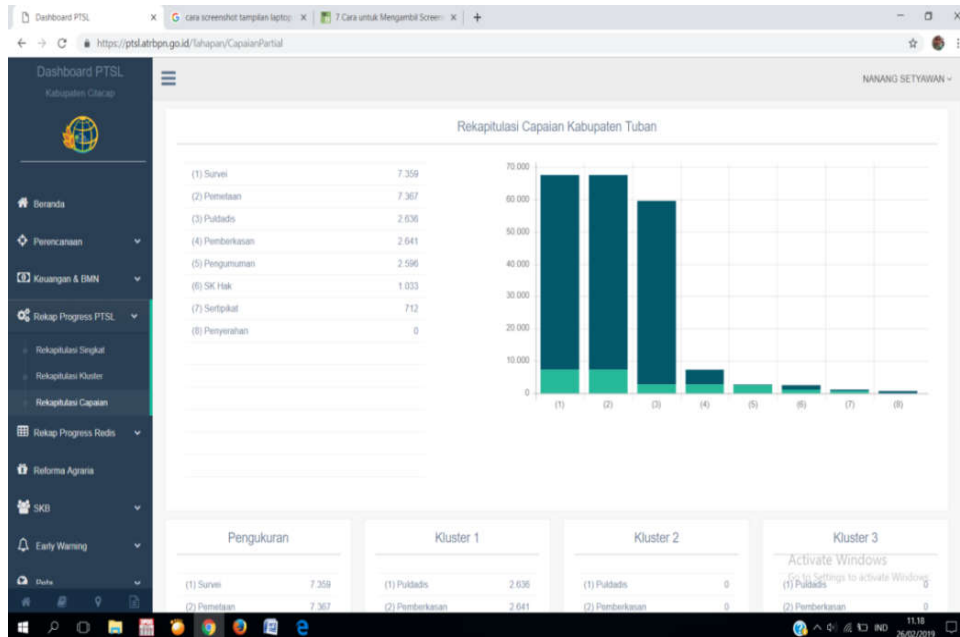 Dashboard PTSL
cara screenshot tampilan laptop
7 Cara untuk Mengambil Screen
https://ptsl.atrbpn.go.id/Tahapan/CapaianPartial
Dashboard PTSL
Kabupaten Cilacap
NANANG SETYAWAN
Beranda
Perencanaan
Keuangan & BMN
Rekap Progress PTSL
Rekapitulasi Singkat
Rekapitulasi Kluster
Rekapitulasi Capaian
Rekap Progress Redis
Reforma Agraria
SKB
Early Warning
Data
Rekapitulasi Capaian Kabupaten Tuban
(1) Survei 7.359
(2) Pemetaan 7.367
(3) Puldadis 2.636
(4) Pemberkasan 2.641
(5) Pengumuman 2.596
(6) SK Hak 1.033
(7) Sertipikat 712
(8) Penyerahan 0
70.000
60.000
50.000
40.000
30.000
20.000
10.000
0
(1) (2) (3) (4) (5) (6) (7) (8)
Pengukuran
(1) Survei 7.359
(2) Pemetaan 7.367
Kluster 1
(1) Puldadis 2.636
(2) Pemberkasan 2.641
Kluster 2
(1) Puldadis 0
(2) Pemberkasan 0
Kluster 3
(1) Puldadis 0
(2) Pemberkasan 0
Activate Windows
Go to Settings to activate Windows.
IND
11.18
26/02/2019